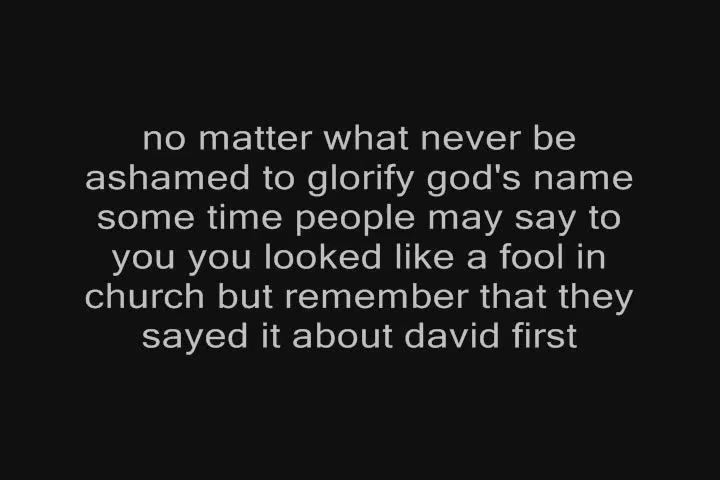 no matter what never be
ashamed to glorify god's name
some time people may say to
you you looked like a fool in
church but remember that they
sayed it about david first